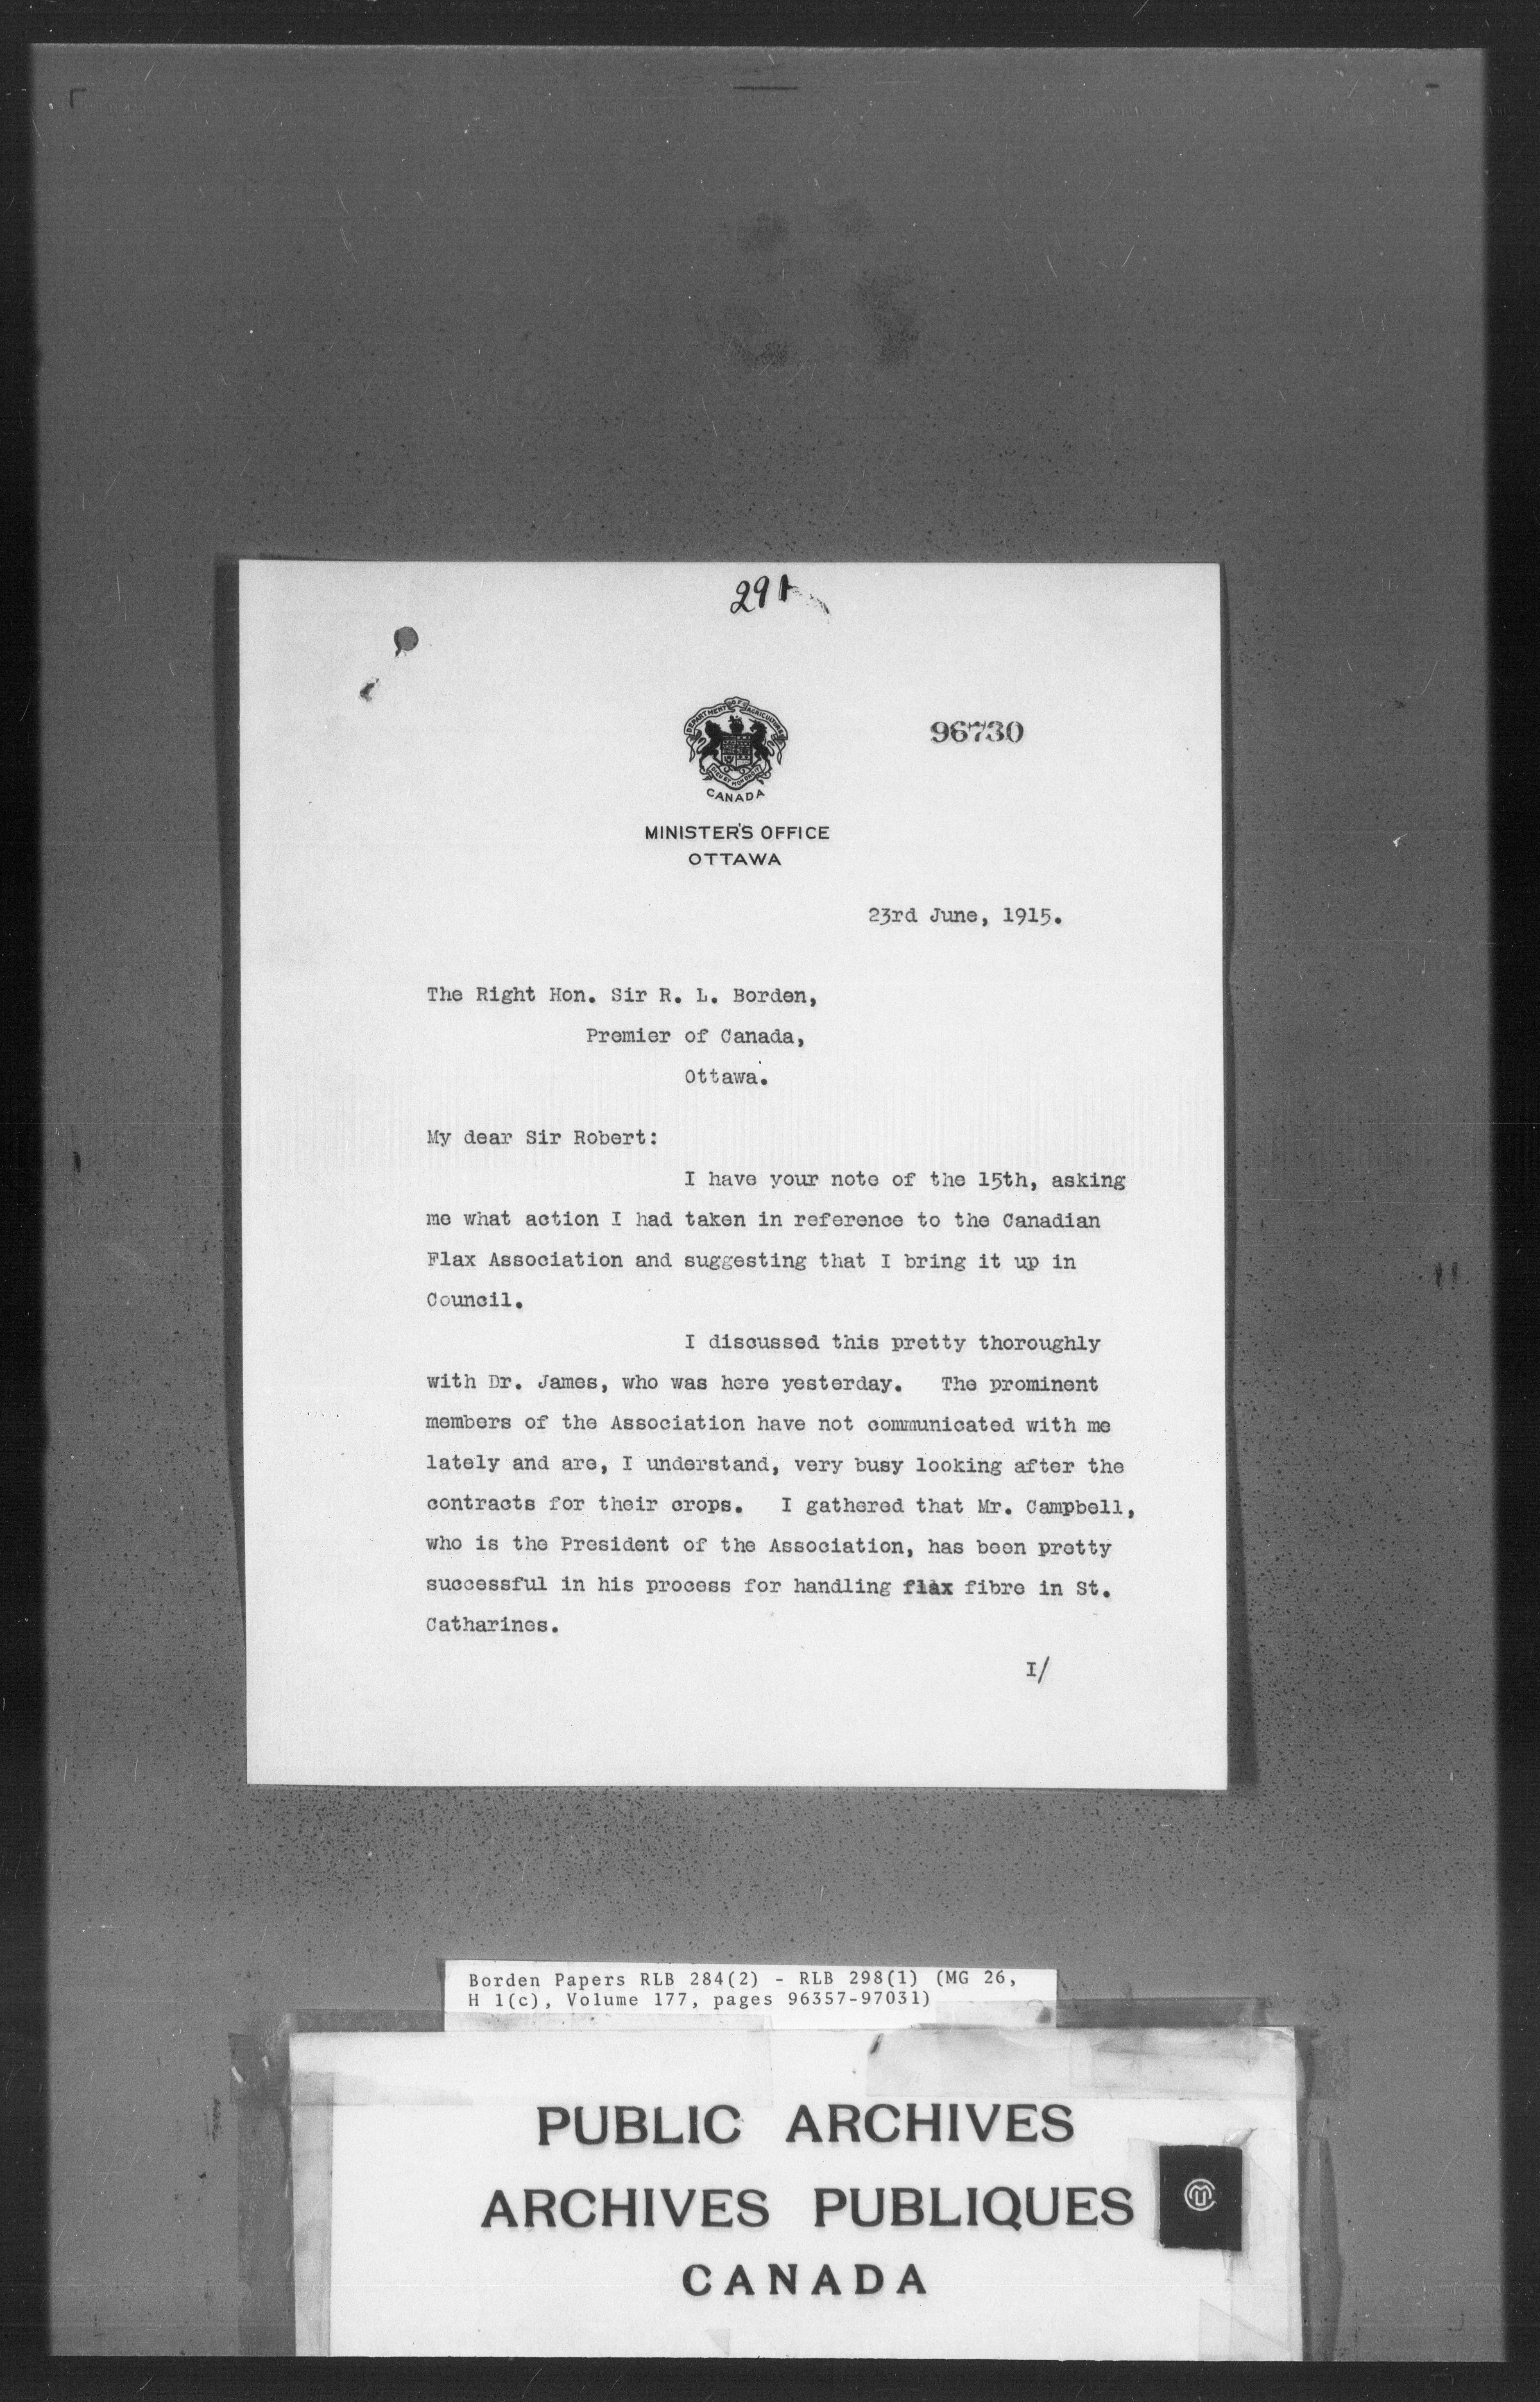 291
DEPARTMENT OF AGRICULTURE
CANADA
96730
MINISTER'S OFFICE
OTTAWA
23rd June, 1915.
The Right Hon. Sir R. L. Borden,
Premier of Canada,
Ottawa.
My dear Sir Robert:
I have your note of the 15th, asking
me what action I had taken in reference to the Canadian
Flax Association and suggesting that I bring it up in
Council.
I discussed this pretty thoroughly
with Dr. James, who was here yesterday. The prominent
members of the Association have not communicated with me
lately and are, I understand, very busy looking after the
contracts for their crops. I gathered that Mr. Campbell,
who is the President of the Association, has been pretty
successful in his process for handling flax fibre in St.
Catharines.
I/
Borden Papers RLB 284(2) - RLB 298(1) (MG 26,
H 1(c), Volume 177, pages 96357-97031)
PUBLIC ARCHIVES
ARCHIVES PUBLIQUES
CANADA